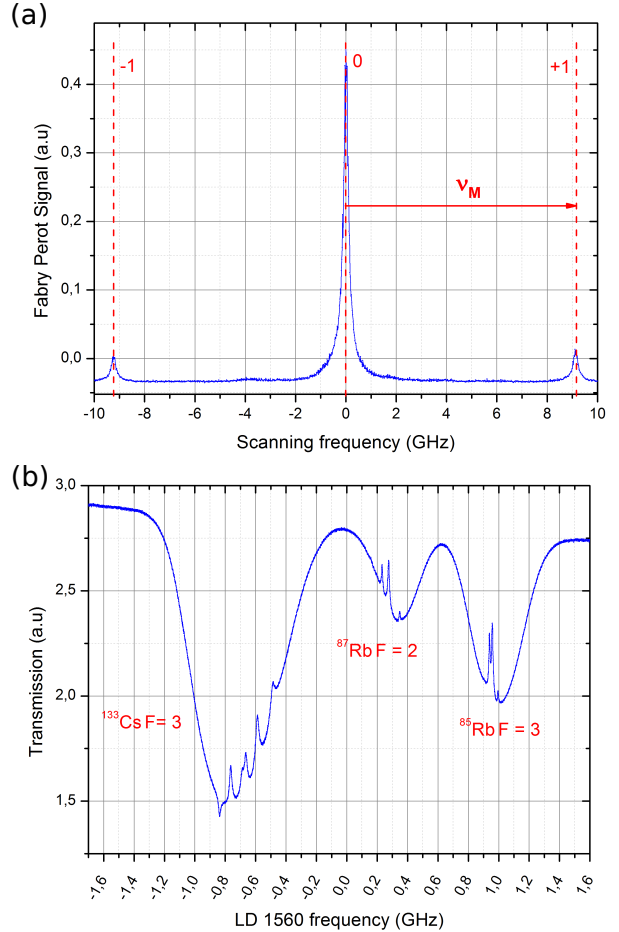 (a)
-1
0
+1
ν_M
0,4
0,3
0,2
0,1
0,0
Fabry Perot Signal (a.u)
-10 -8 -6 -4 -2 0 2 4 6 8 10
Scanning frequency (GHz)
(b)
3,0
2,5
2,0
1,5
Transmission (a.u)
⁸⁷Rb F = 2
¹³³Cs F= 3
⁸⁵Rb F = 3
-1,6 -1,4 -1,2 -1,0 -0,8 -0,6 -0,4 -0,2 0,0 0,2 0,4 0,6 0,8 1,0 1,2 1,4 1,6
LD 1560 frequency (GHz)